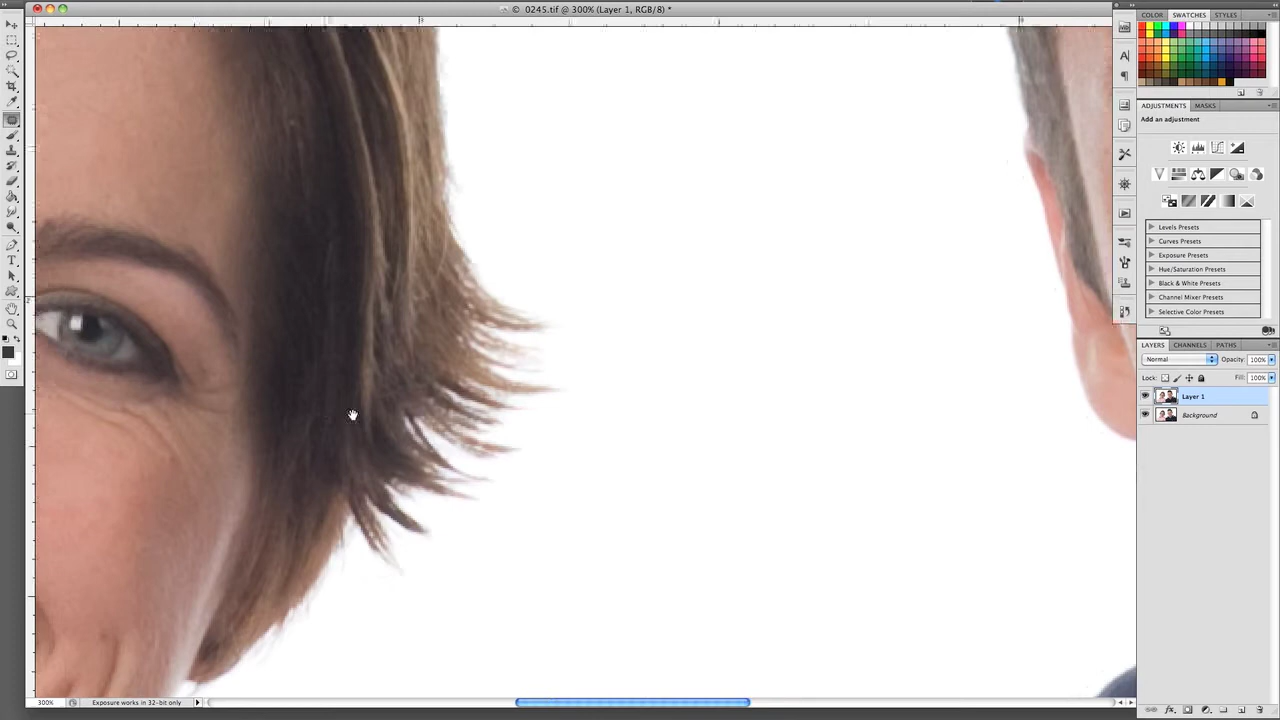 © 0245.tif @ 300% (Layer 1, RGB/8) *
COLOR SWATCHES STYLES
ADJUSTMENTS MASKS
Add an adjustment
Levels Presets
Curves Presets
Exposure Presets
Hue/Saturation Presets
Black & White Presets
Channel Mixer Presets
Selective Color Presets
LAYERS CHANNELS PATHS
Normal Opacity: 100%
Lock: Fill: 100%
Layer 1
Background
300% Exposure works in 32-bit only